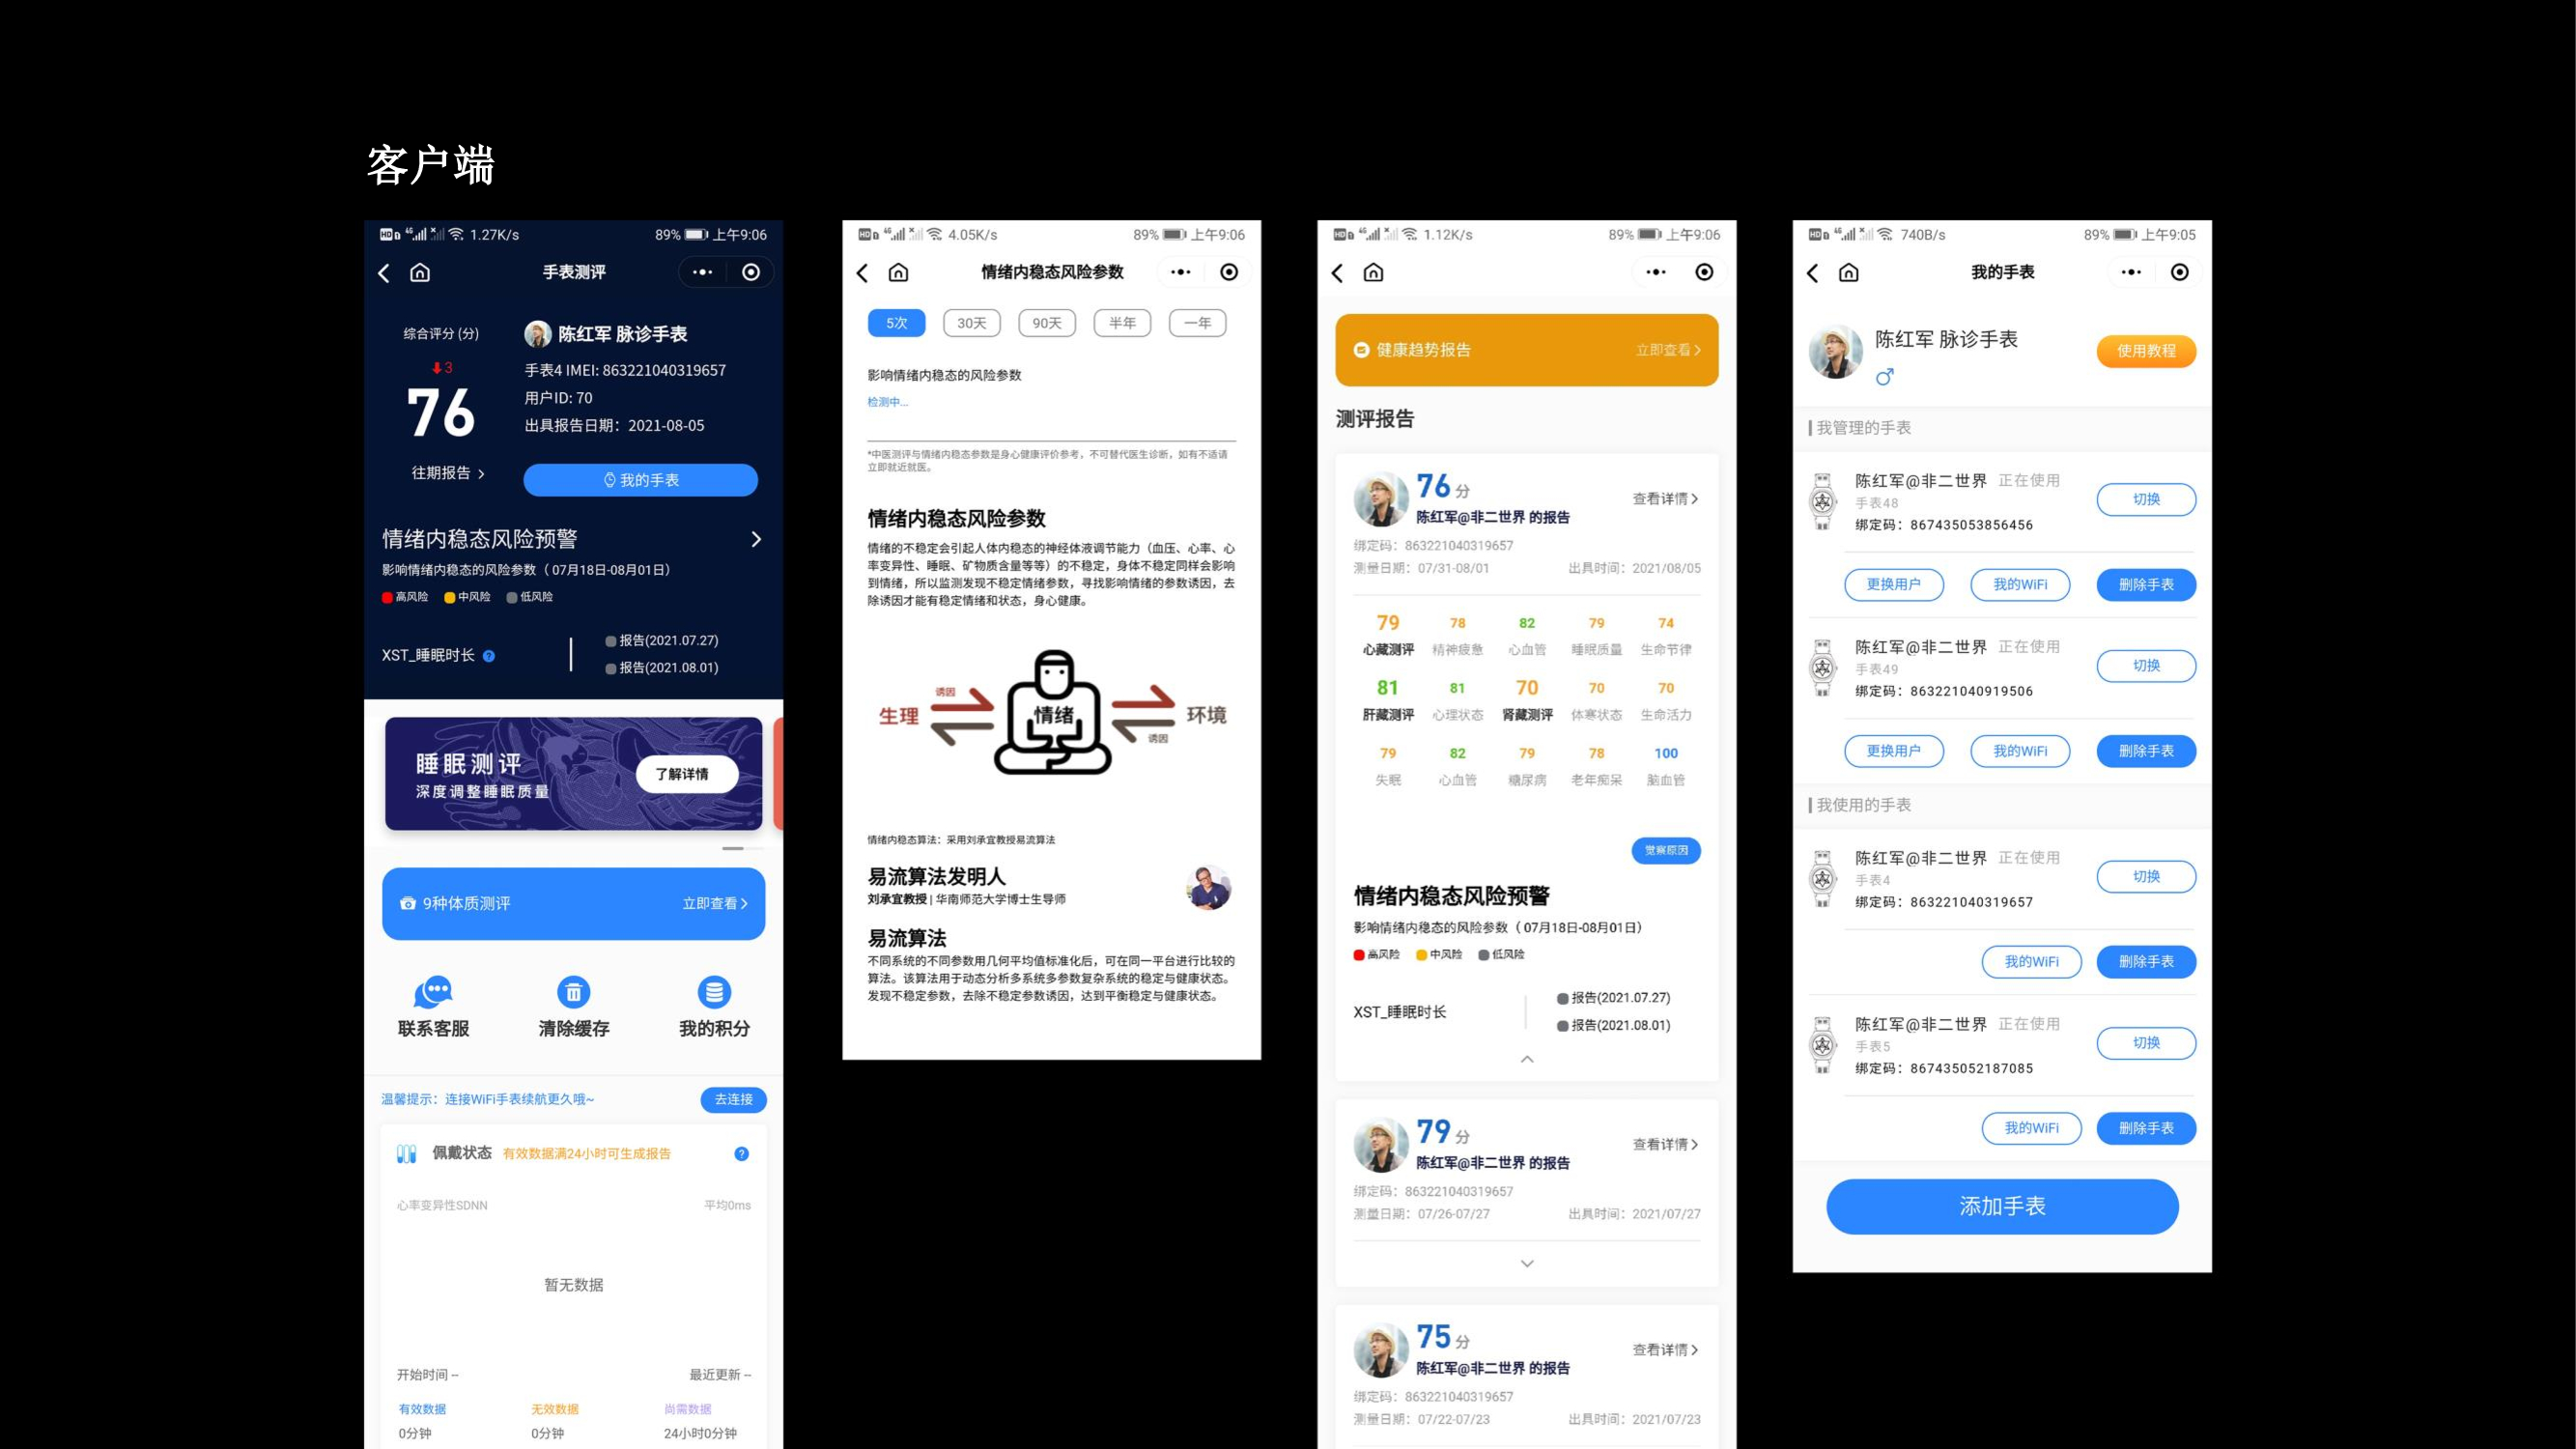 客户端
1.27K/s
89%
上午9:06
手表测评
综合评分 (分)
3
76
往期报告
陈红军 脉诊手表
手表4 IMEI: 863221040319657
用户ID: 70
出具报告日期：2021-08-05
我的手表
情绪内稳态风险预警
影响情绪内稳态的风险参数（ 07月18日-08月01日）
高风险 中风险 低风险
XST_睡眠时长
报告(2021.07.27)
报告(2021.08.01)
睡眠测评
深度调整睡眠质量
了解详情
9种体质测评
立即查看
联系客服 清除缓存 我的积分
温馨提示：连接WiFi手表续航更久哦~
去连接
佩戴状态 有效数据满24小时可生成报告
心率变异性SDNN 平均0ms
暂无数据
开始时间 -- 最近更新 --
有效数据 无效数据 尚需数据
0分钟 0分钟 24小时0分钟
4.05K/s
89%
上午9:06
情绪内稳态风险参数
5次 30天 90天 半年 一年
影响情绪内稳态的风险参数
检测中...
*中医测评与情绪内稳态参数是身心健康评价参考，不可替代医生诊断，如有不适请
立即就近就医。
情绪内稳态风险参数
情绪的不稳定会引起人体内稳态的神经体液调节能力（血压、心率、心
率变异性、睡眠、矿物质含量等等）的不稳定，身体不稳定同样会影响
到情绪，所以监测发现不稳定情绪参数，寻找影响情绪的参数诱因，去
除诱因才能有稳定情绪和状态，身心健康。
诱因
生理
情绪
环境
诱因
情绪内稳态算法：采用刘承宜教授易流算法
易流算法发明人
刘承宜教授 | 华南师范大学博士生导师
易流算法
不同系统的不同参数用几何平均值标准化后，可在同一平台进行比较的
算法。该算法用于动态分析多系统多参数复杂系统的稳定与健康状态。
发现不稳定参数，去除不稳定参数诱因，达到平衡稳定与健康状态。
1.12K/s
89%
上午9:06
健康趋势报告
立即查看
测评报告
76 分
陈红军@非二世界 的报告
查看详情
绑定码：863221040319657
测量日期：07/31-08/01 出具时间：2021/08/05
79 78 82 79 74
心藏测评 精神疲惫 心血管 睡眠质量 生命节律
81 81 70 70 70
肝藏测评 心理状态 肾藏测评 体寒状态 生命活力
79 82 79 78 100
失眠 心血管 糖尿病 老年痴呆 脑血管
觉察原因
情绪内稳态风险预警
影响情绪内稳态的风险参数（ 07月18日-08月01日）
高风险 中风险 低风险
XST_睡眠时长
报告(2021.07.27)
报告(2021.08.01)
79 分
陈红军@非二世界 的报告
查看详情
绑定码：863221040319657
测量日期：07/26-07/27 出具时间：2021/07/27
75 分
陈红军@非二世界 的报告
查看详情
绑定码：863221040319657
测量日期：07/22-07/23 出具时间：2021/07/23
740B/s
89%
上午9:05
我的手表
陈红军 脉诊手表
使用教程
我管理的手表
陈红军@非二世界 正在使用
手表48
绑定码：867435053856456
切换
更换用户 我的WiFi 删除手表
陈红军@非二世界 正在使用
手表49
绑定码：863221040919506
切换
更换用户 我的WiFi 删除手表
我使用的手表
陈红军@非二世界 正在使用
手表4
绑定码：863221040319657
切换
我的WiFi 删除手表
陈红军@非二世界 正在使用
手表5
绑定码：867435052187085
切换
我的WiFi 删除手表
添加手表